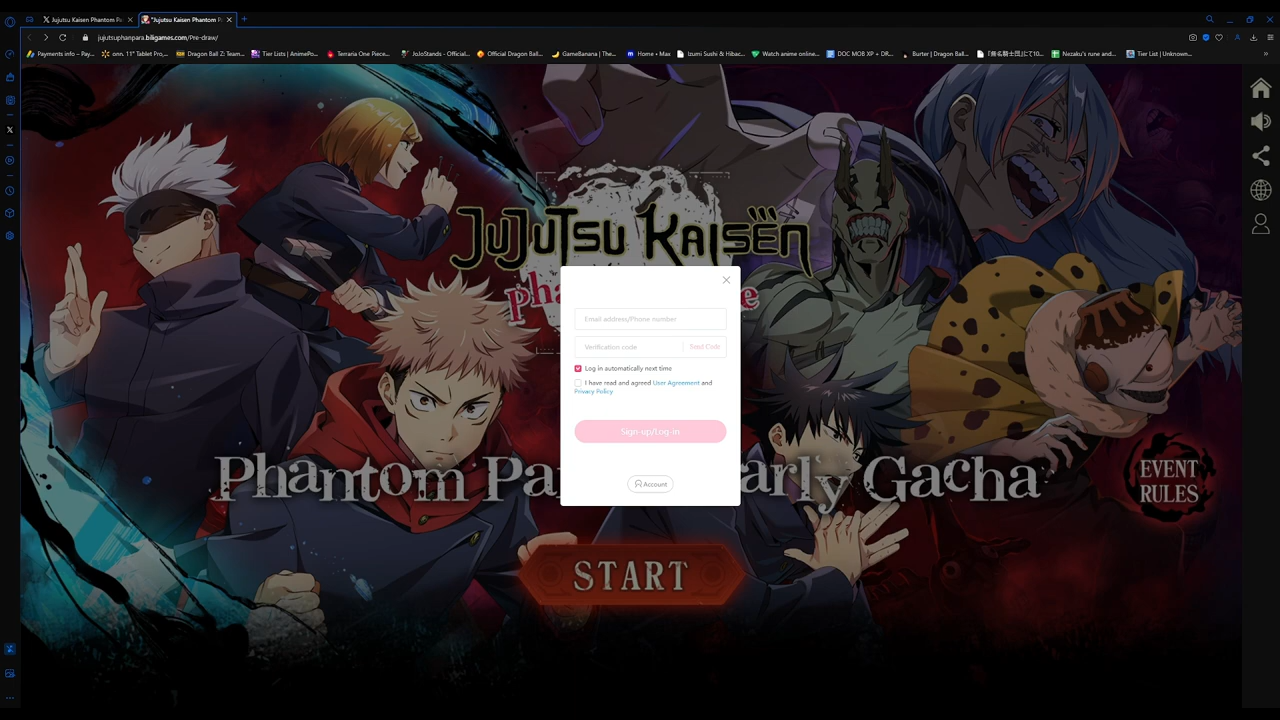 Jujutsu Kaisen Phantom Pa
*Jujutsu Kaisen Phantom P
jujutsuphanpara.biligames.com/Pre-draw/
Payments info – Pay...
onn. 11" Tablet Pro,...
Dragon Ball Z: Team...
Tier Lists | AnimePo...
Terraria One Piece...
JoJoStands - Official...
Official Dragon Ball...
GameBanana | The...
Home • Max
Izumi Sushi & Hibac...
Watch anime online...
DOC MOB XP + DR...
Burter | Dragon Ball...
Nezaku's rune and...
Tier List | Unknown...
JuJuTsu KaIsEn
Email address/Phone number
Verification code
Send Code
Log in automatically next time
I have read and agreed User Agreement and
Privacy Policy
Sign-up/Log-in
Account
Phantom Pa
arly Gacha
EVENT
RULES
START